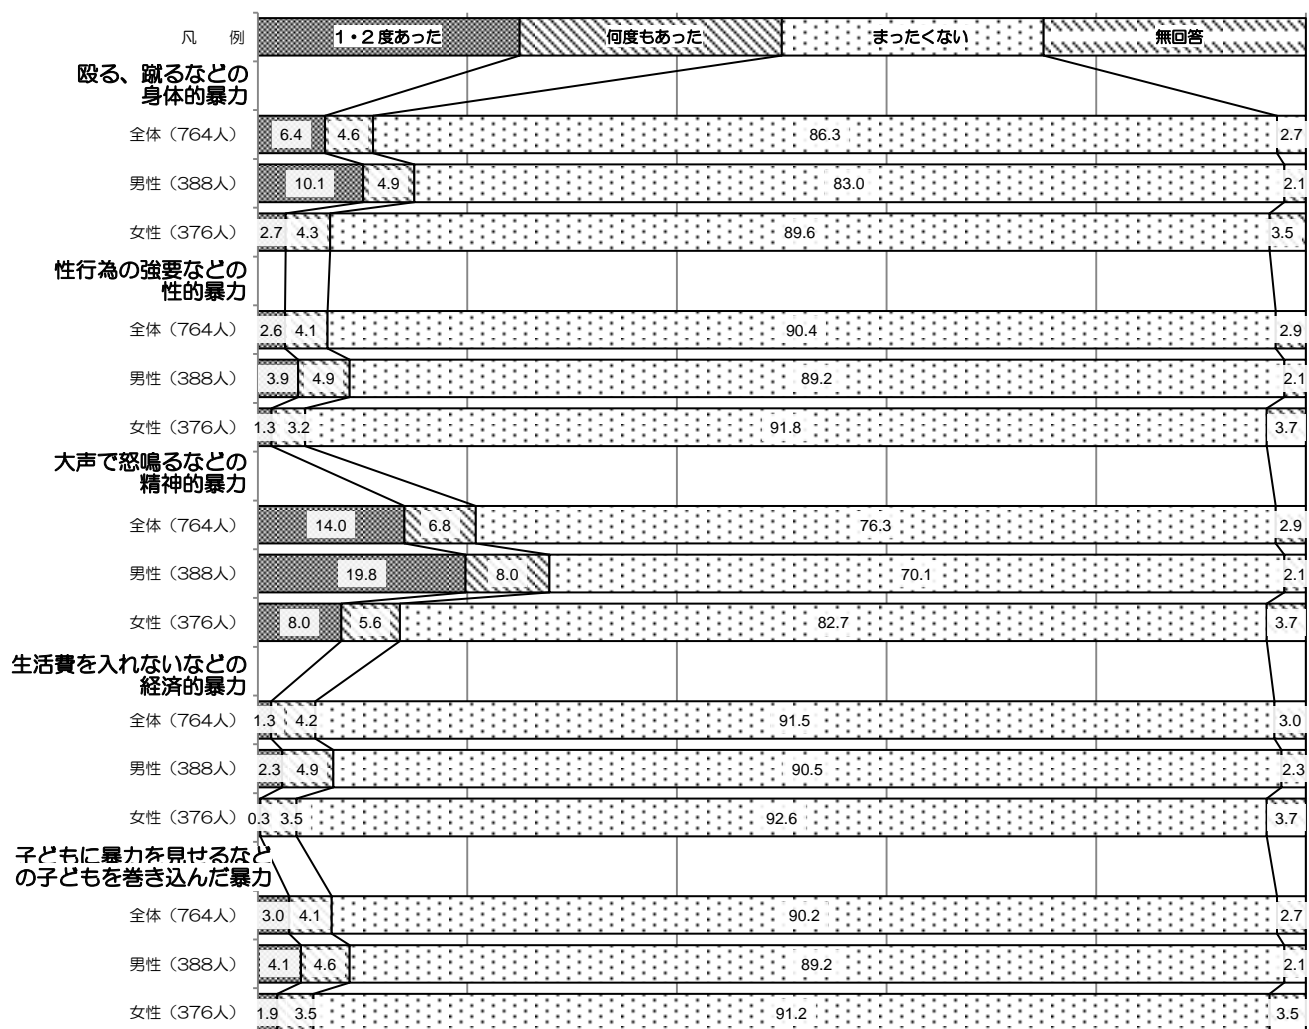 凡　例 1・2度あった 何度もあった まったくない 無回答
殴る、蹴るなどの
身体的暴力
全体（764人） 6.4 4.6 86.3 2.7
男性（388人） 10.1 4.9 83.0 2.1
女性（376人） 2.7 4.3 89.6 3.5
性行為の強要などの
性的暴力
全体（764人） 2.6 4.1 90.4 2.9
男性（388人） 3.9 4.9 89.2 2.1
女性（376人） 1.3 3.2 91.8 3.7
大声で怒鳴るなどの
精神的暴力
全体（764人） 14.0 6.8 76.3 2.9
男性（388人） 19.8 8.0 70.1 2.1
女性（376人） 8.0 5.6 82.7 3.7
生活費を入れないなどの
経済的暴力
全体（764人） 1.3 4.2 91.5 3.0
男性（388人） 2.3 4.9 90.5 2.3
女性（376人） 0.3 3.5 92.6 3.7
子どもに暴力を見せるなど
の子どもを巻き込んだ暴力
全体（764人） 3.0 4.1 90.2 2.7
男性（388人） 4.1 4.6 89.2 2.1
女性（376人） 1.9 3.5 91.2 3.5